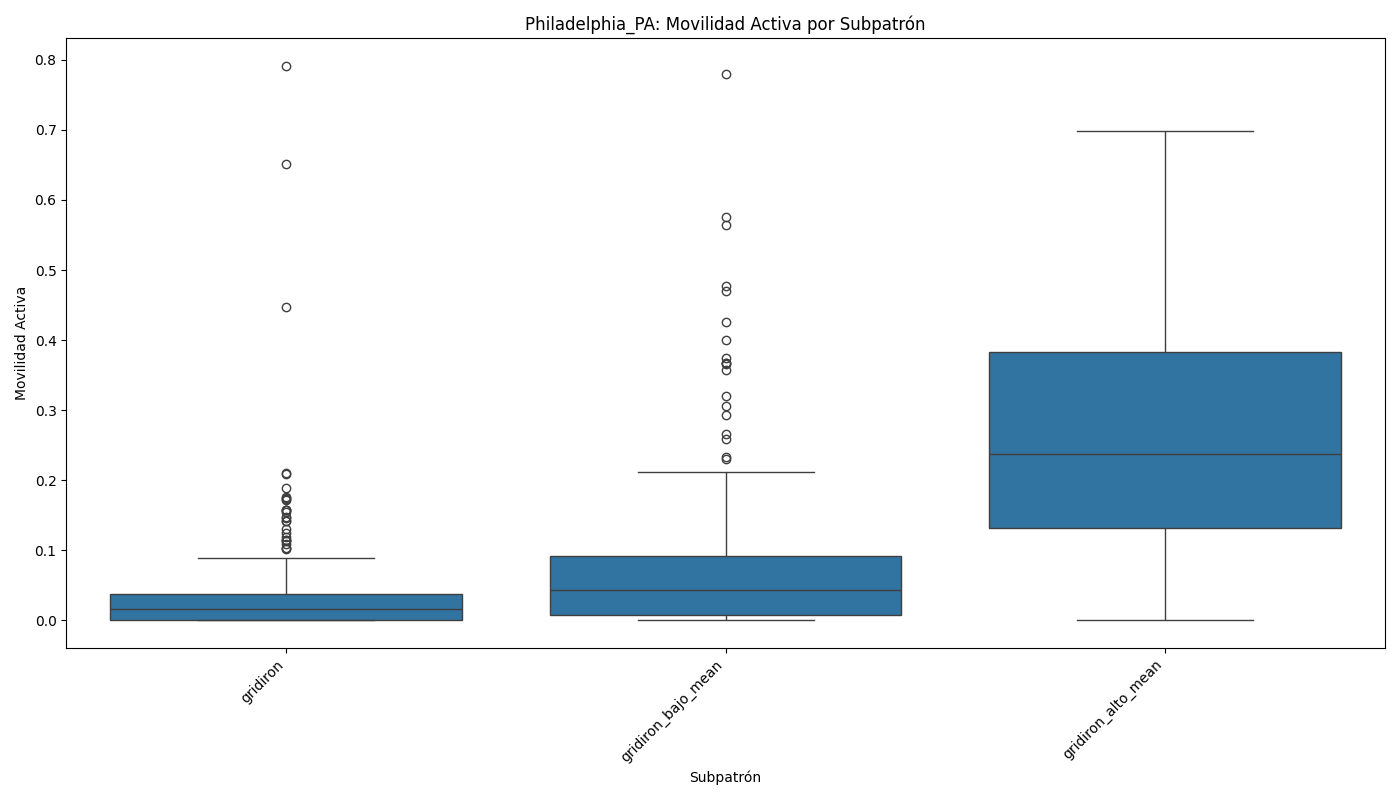 Philadelphia_PA: Movilidad Activa por Subpatrón
Movilidad Activa
0.8
0.7
0.6
0.5
0.4
0.3
0.2
0.1
0.0
gridiron
gridiron_bajo_mean
gridiron_alto_mean
Subpatrón